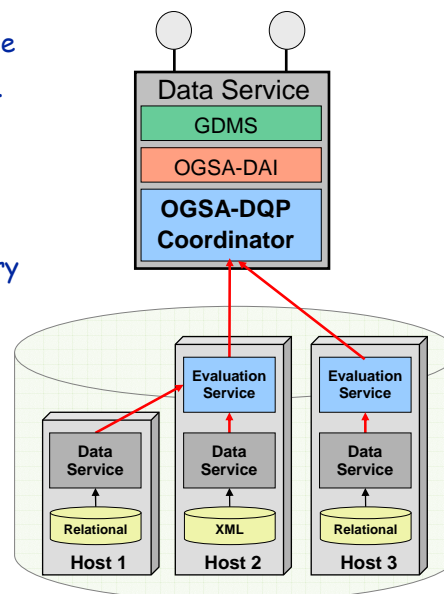 Data Service
GDMS
OGSA-DAI
OGSA-DQP
Coordinator
Evaluation
Service
Evaluation
Service
Data
Service
Data
Service
Data
Service
Relational
XML
Relational
Host 1
Host 2
Host 3